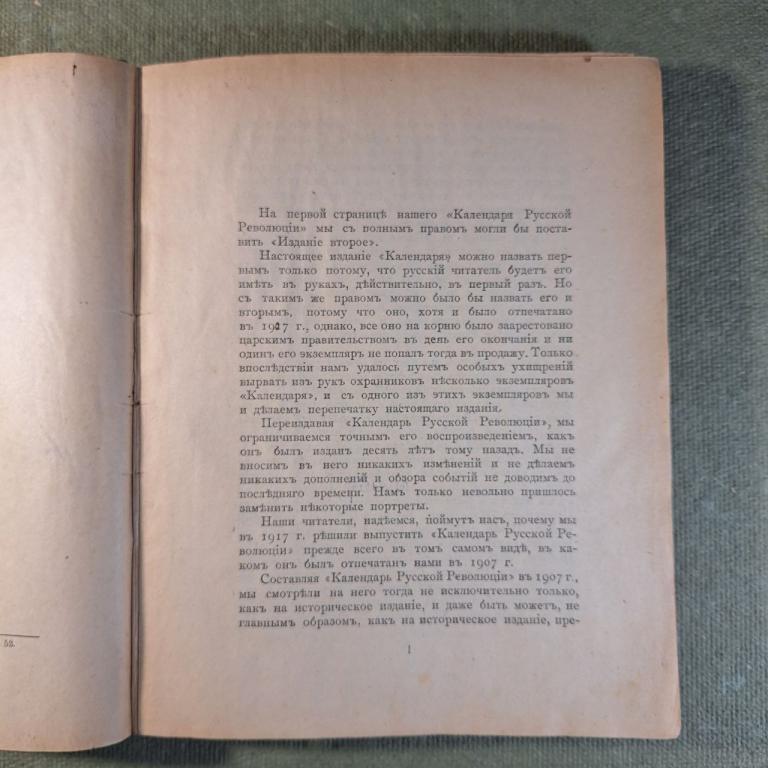 На первой страницѣ нашего «Календаря Русской
Революціи» мы съ полнымъ правомъ могли бы поста-
вить «Изданіе второе».
Настоящее изданіе «Календаря» можно назвать пер-
вымъ только потому, что русскій читатель будетъ его
имѣть въ рукахъ, дѣйствительно, въ первый разъ. Но
съ такимъ же правомъ можно было бы назвать его и
вторымъ, потому что оно, хотя и было отпечатано
въ 1927 г., однако, все оно на корню было заарестовано
царскимъ правительствомъ въ день его окончанія и ни
одинъ его экземпляръ не попалъ тогда въ продажу. Только
впослѣдствіи намъ удалось путемъ особыхъ ухищреній
вырвать изъ рукъ охранниковъ нѣсколько экземпляровъ
«Календаря», и съ одного изъ этихъ экземпляровъ мы
и дѣлаемъ перепечатку настоящаго изданія.
Переиздавая «Календарь Русской Революціи», мы
ограничиваемся точнымъ его воспроизведеніемъ, какъ
онъ былъ изданъ десять лѣтъ тому назадъ. Мы не
вносимъ въ него никакихъ измѣненій и не дѣлаемъ
никакихъ дополненій и обзора событій не доводимъ до
послѣдняго времени. Намъ только невольно пришлось
замѣнить нѣкоторые портреты.
Наши читатели, надѣемся, поймутъ насъ, почему мы
въ 1917 г. рѣшили выпустить «Календарь Русской Ре-
волюціи» прежде всего въ томъ самомъ видѣ, въ ка-
комъ онъ былъ отпечатанъ нами въ 1907 г.
Составляя «Календарь Русской Революціи» въ 1907 г.,
мы смотрѣли на него тогда не исключительно только,
какъ на историческое изданіе, и даже быть можетъ, не
главнымъ образомъ, какъ на историческое изданіе, пре-
1
52.